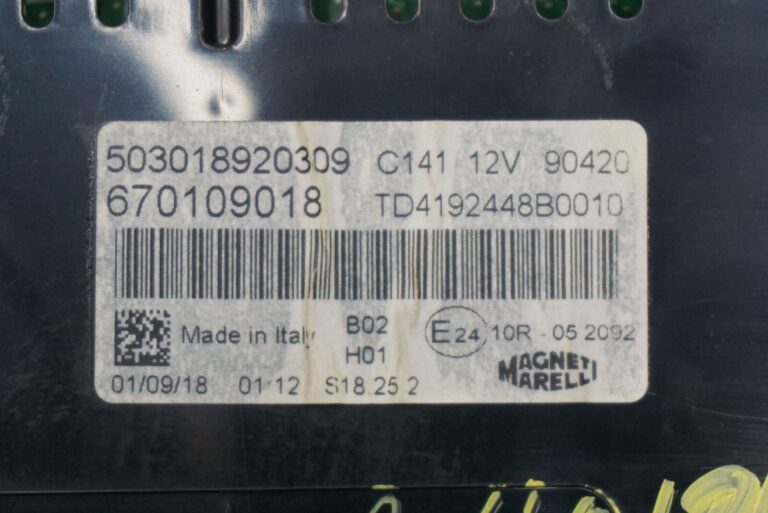 503018920309 C141 12V 90420
670109018 TD4192448B0010
Made in Italy B02 E24 10R - 05 2092
H01
MAGNETI
MARELLI
01/09/18 01:12 S18.25.2